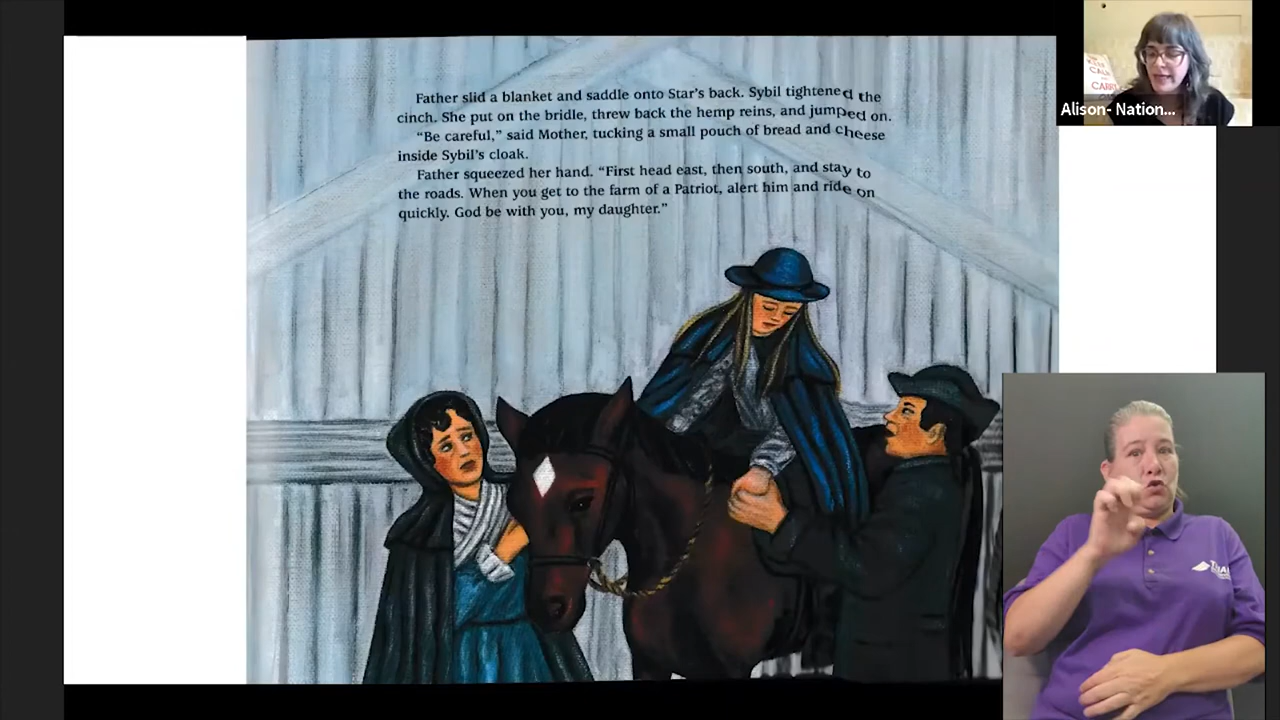 Father slid a blanket and saddle onto Star's back. Sybil tightened the
cinch. She put on the bridle, threw back the hemp reins, and jumped on.
"Be careful," said Mother, tucking a small pouch of bread and cheese
inside Sybil's cloak.
Father squeezed her hand. "First head east, then south, and stay to
the roads. When you get to the farm of a Patriot, alert him and ride on
quickly. God be with you, my daughter."
KEEP
CALM
CARRY
Alison- Nation...